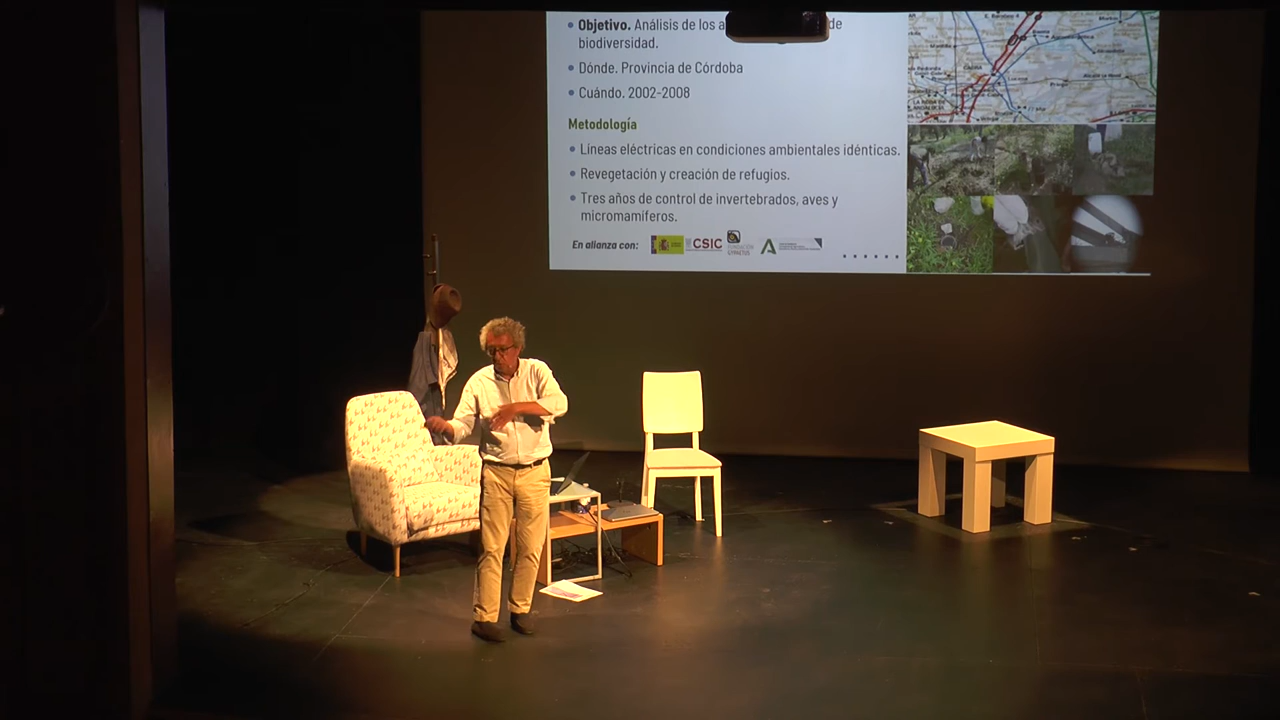 • Objetivo. Análisis de los a de
biodiversidad.
• Dónde. Provincia de Córdoba
• Cuándo. 2002-2008
Metodología
• Líneas eléctricas en condiciones ambientales idénticas.
• Revegetación y creación de refugios.
• Tres años de control de invertebrados, aves y
micromamíferos.
En alianza con:
CSIC